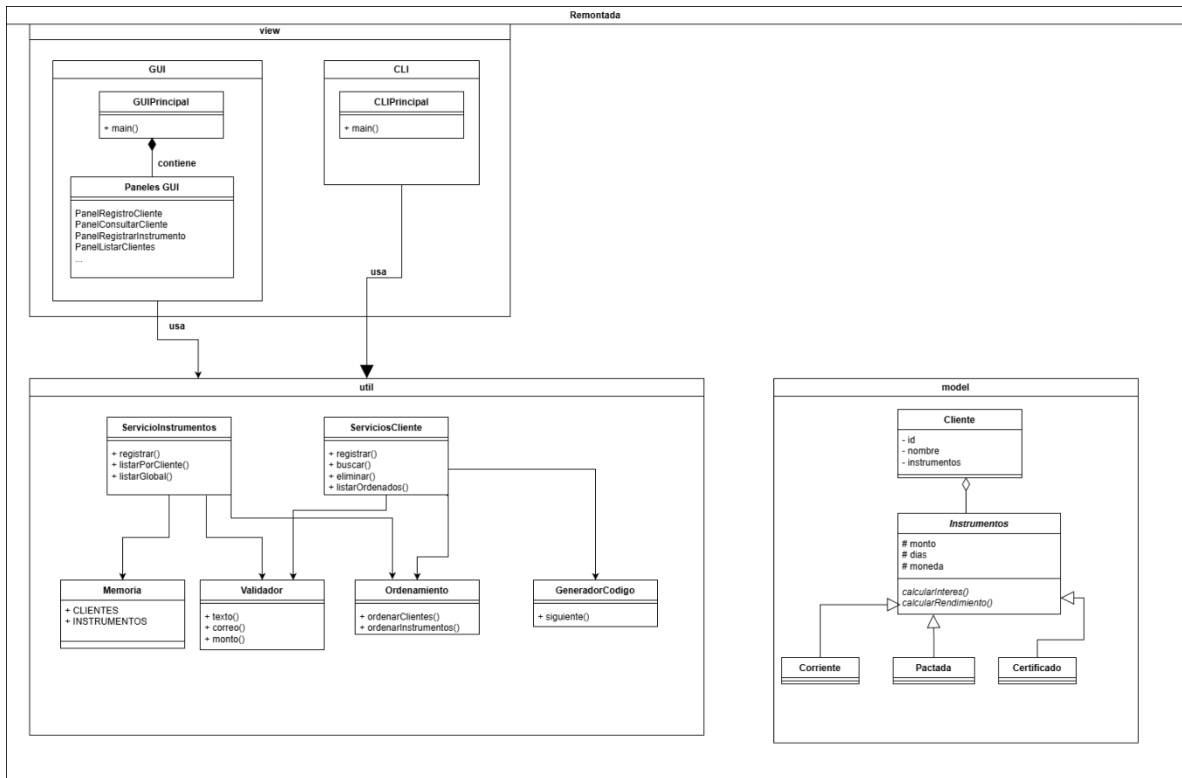 Remontada
view
GUI
GUIPrincipal
+ main()
contiene
Paneles GUI
PanelRegistroCliente
PanelConsultarCliente
PanelRegistrarInstrumento
PanelListarClientes
...
CLI
CLIPrincipal
+ main()
usa
usa
util
ServicioInstrumentos
+ registrar()
+ listarPorCliente()
+ listarGlobal()
ServiciosCliente
+ registrar()
+ buscar()
+ eliminar()
+ listarOrdenados()
Memoria
+ CLIENTES
+ INSTRUMENTOS
Validador
+ texto()
+ correo()
+ monto()
Ordenamiento
+ ordenarClientes()
+ ordenarInstrumentos()
GeneradorCodigo
+ siguiente()
model
Cliente
- id
- nombre
- instrumentos
Instrumentos
# monto
# dias
# moneda
calcularInteres()
calcularRendimiento()
Corriente
Pactada
Certificado